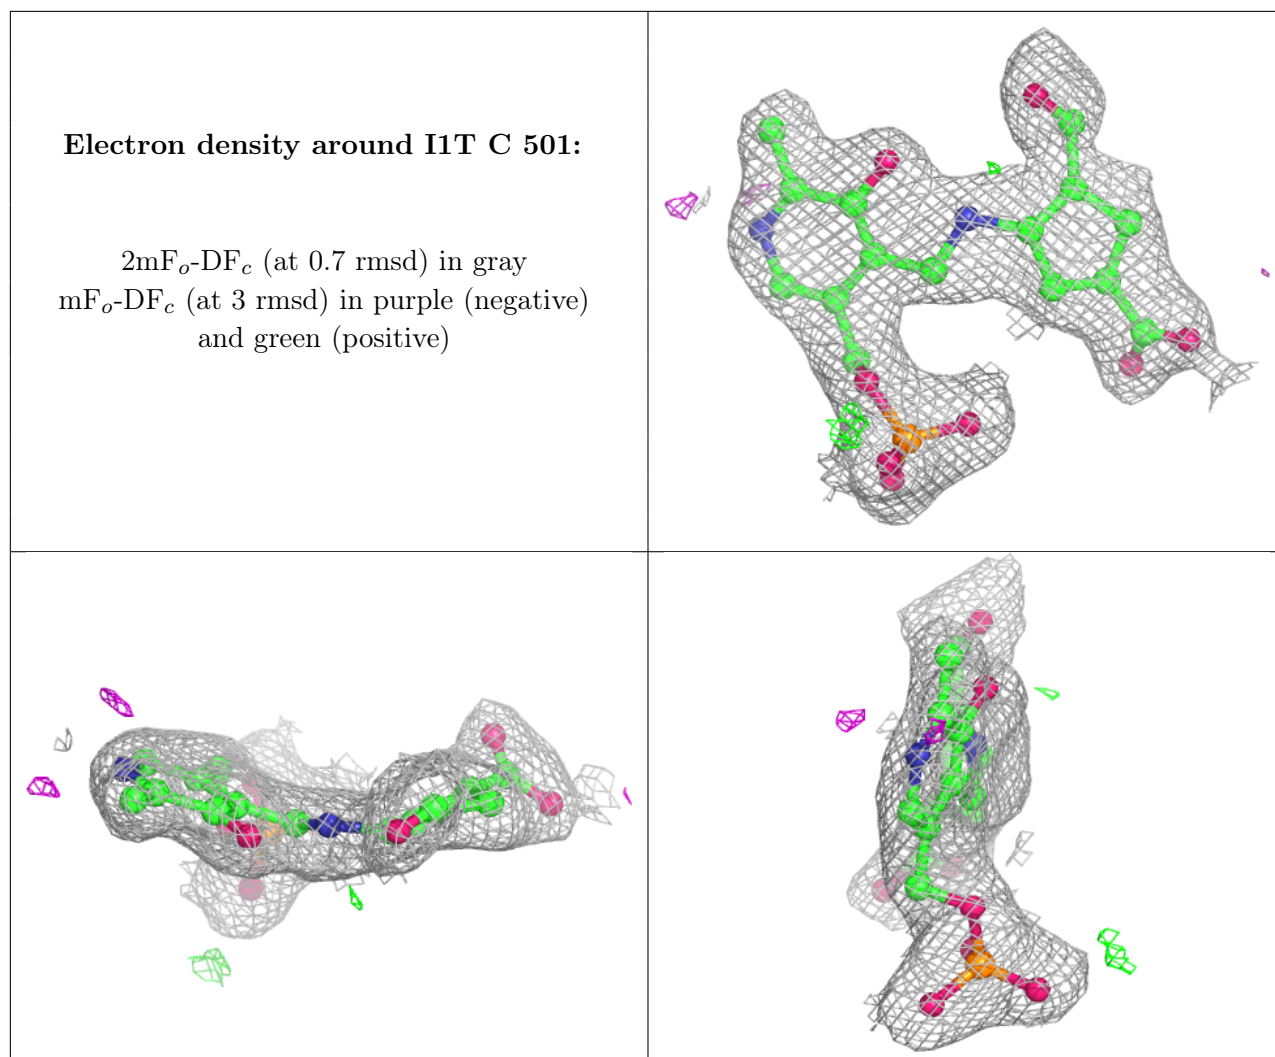 Electron density around I1T C 501:
2mFo-DFc (at 0.7 rmsd) in gray
mFo-DFc (at 3 rmsd) in purple (negative)
and green (positive)